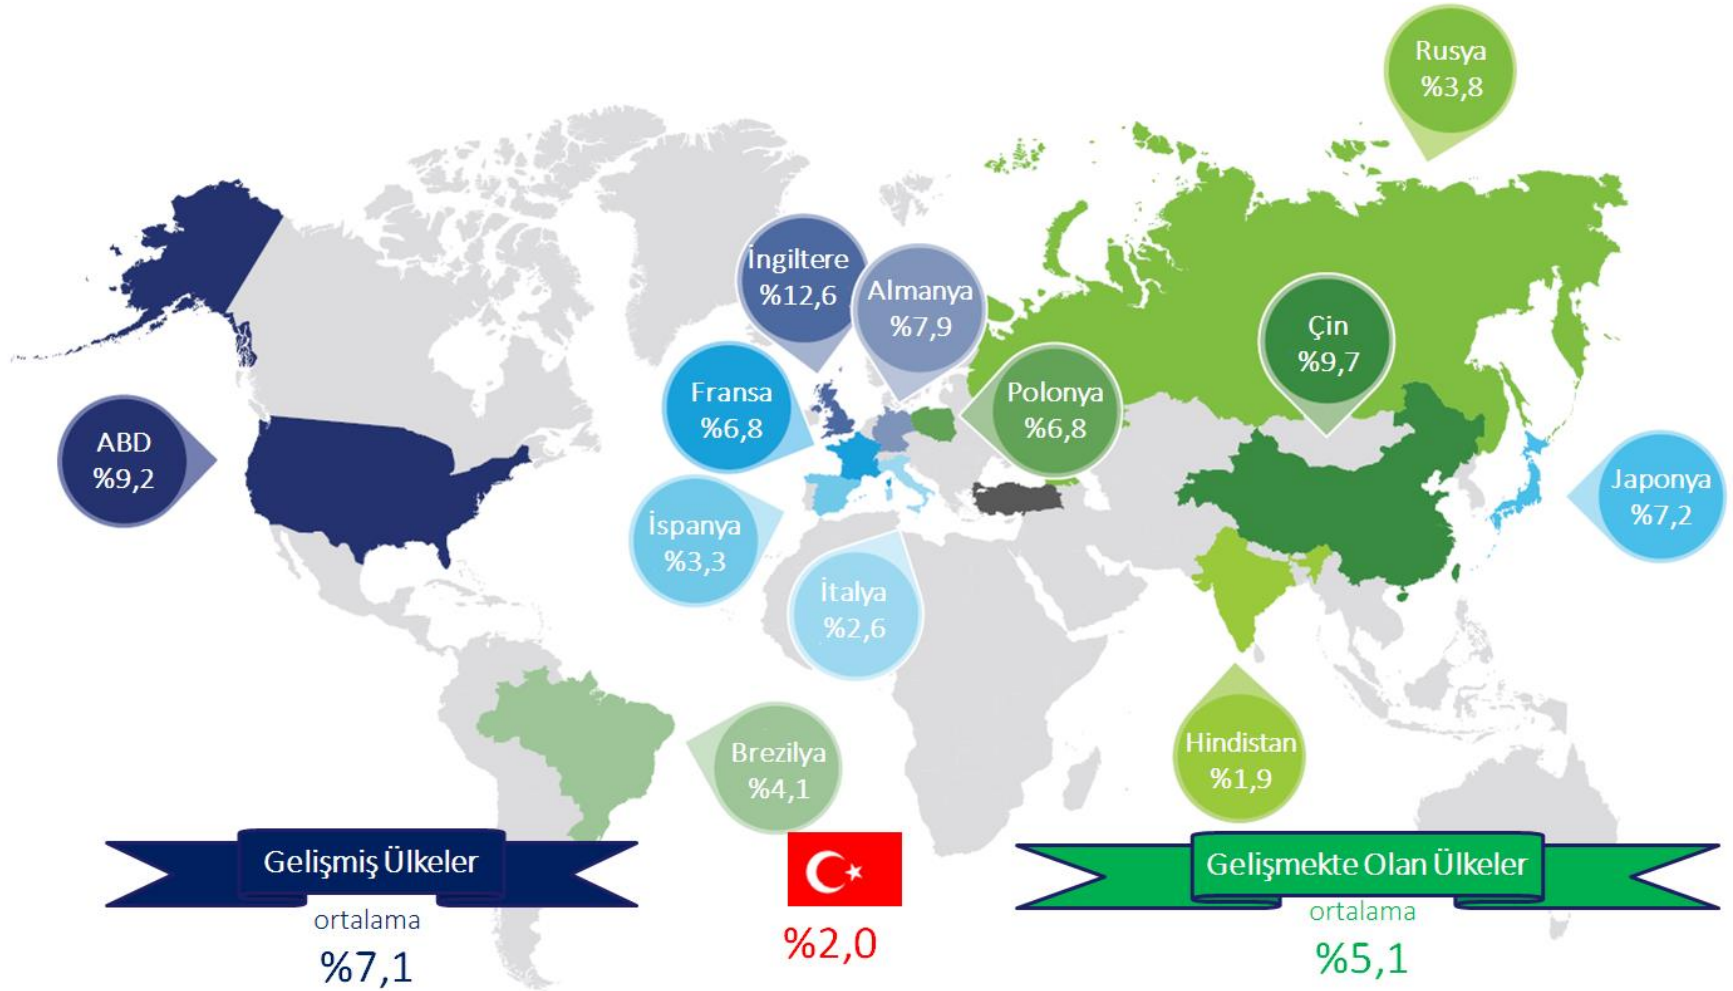 Rusya
%3,8
İngiltere
%12,6
Almanya
%7,9
Çin
%9,7
Fransa
%6,8
Polonya
%6,8
ABD
%9,2
Japonya
%7,2
İspanya
%3,3
İtalya
%2,6
Brezilya
%4,1
Hindistan
%1,9
Gelişmiş Ülkeler
ortalama
%7,1
%2,0
Gelişmekte Olan Ülkeler
ortalama
%5,1